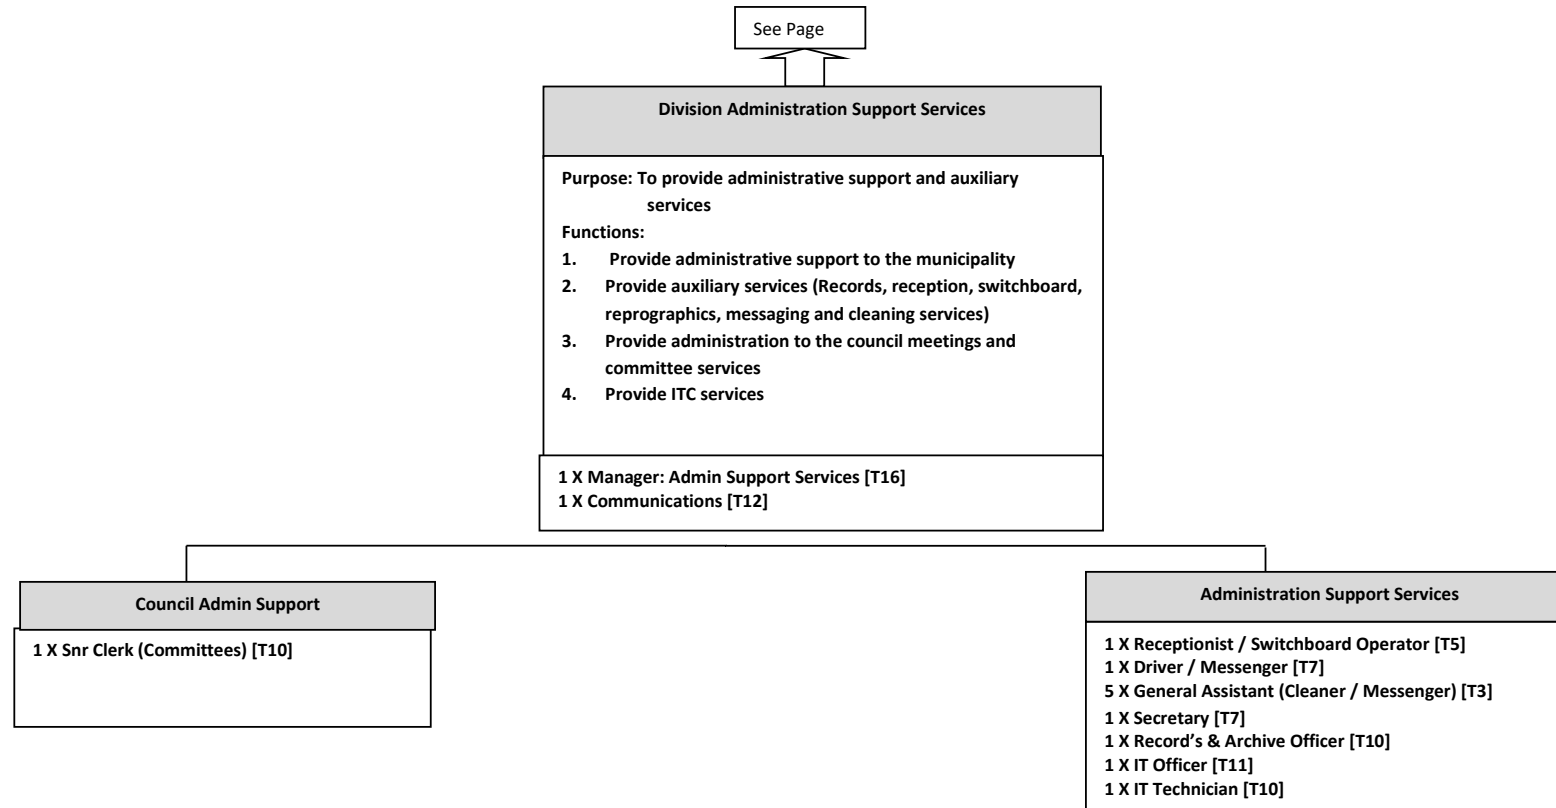 See Page
Division Administration Support Services
Purpose: To provide administrative support and auxiliary
services
Functions:
1. Provide administrative support to the municipality
2. Provide auxiliary services (Records, reception, switchboard,
reprographics, messaging and cleaning services)
3. Provide administration to the council meetings and
committee services
4. Provide ITC services
1 X Manager: Admin Support Services [T16]
1 X Communications [T12]
Council Admin Support
1 X Snr Clerk (Committees) [T10]
Administration Support Services
1 X Receptionist / Switchboard Operator [T5]
1 X Driver / Messenger [T7]
5 X General Assistant (Cleaner / Messenger) [T3]
1 X Secretary [T7]
1 X Record’s & Archive Officer [T10]
1 X IT Officer [T11]
1 X IT Technician [T10]